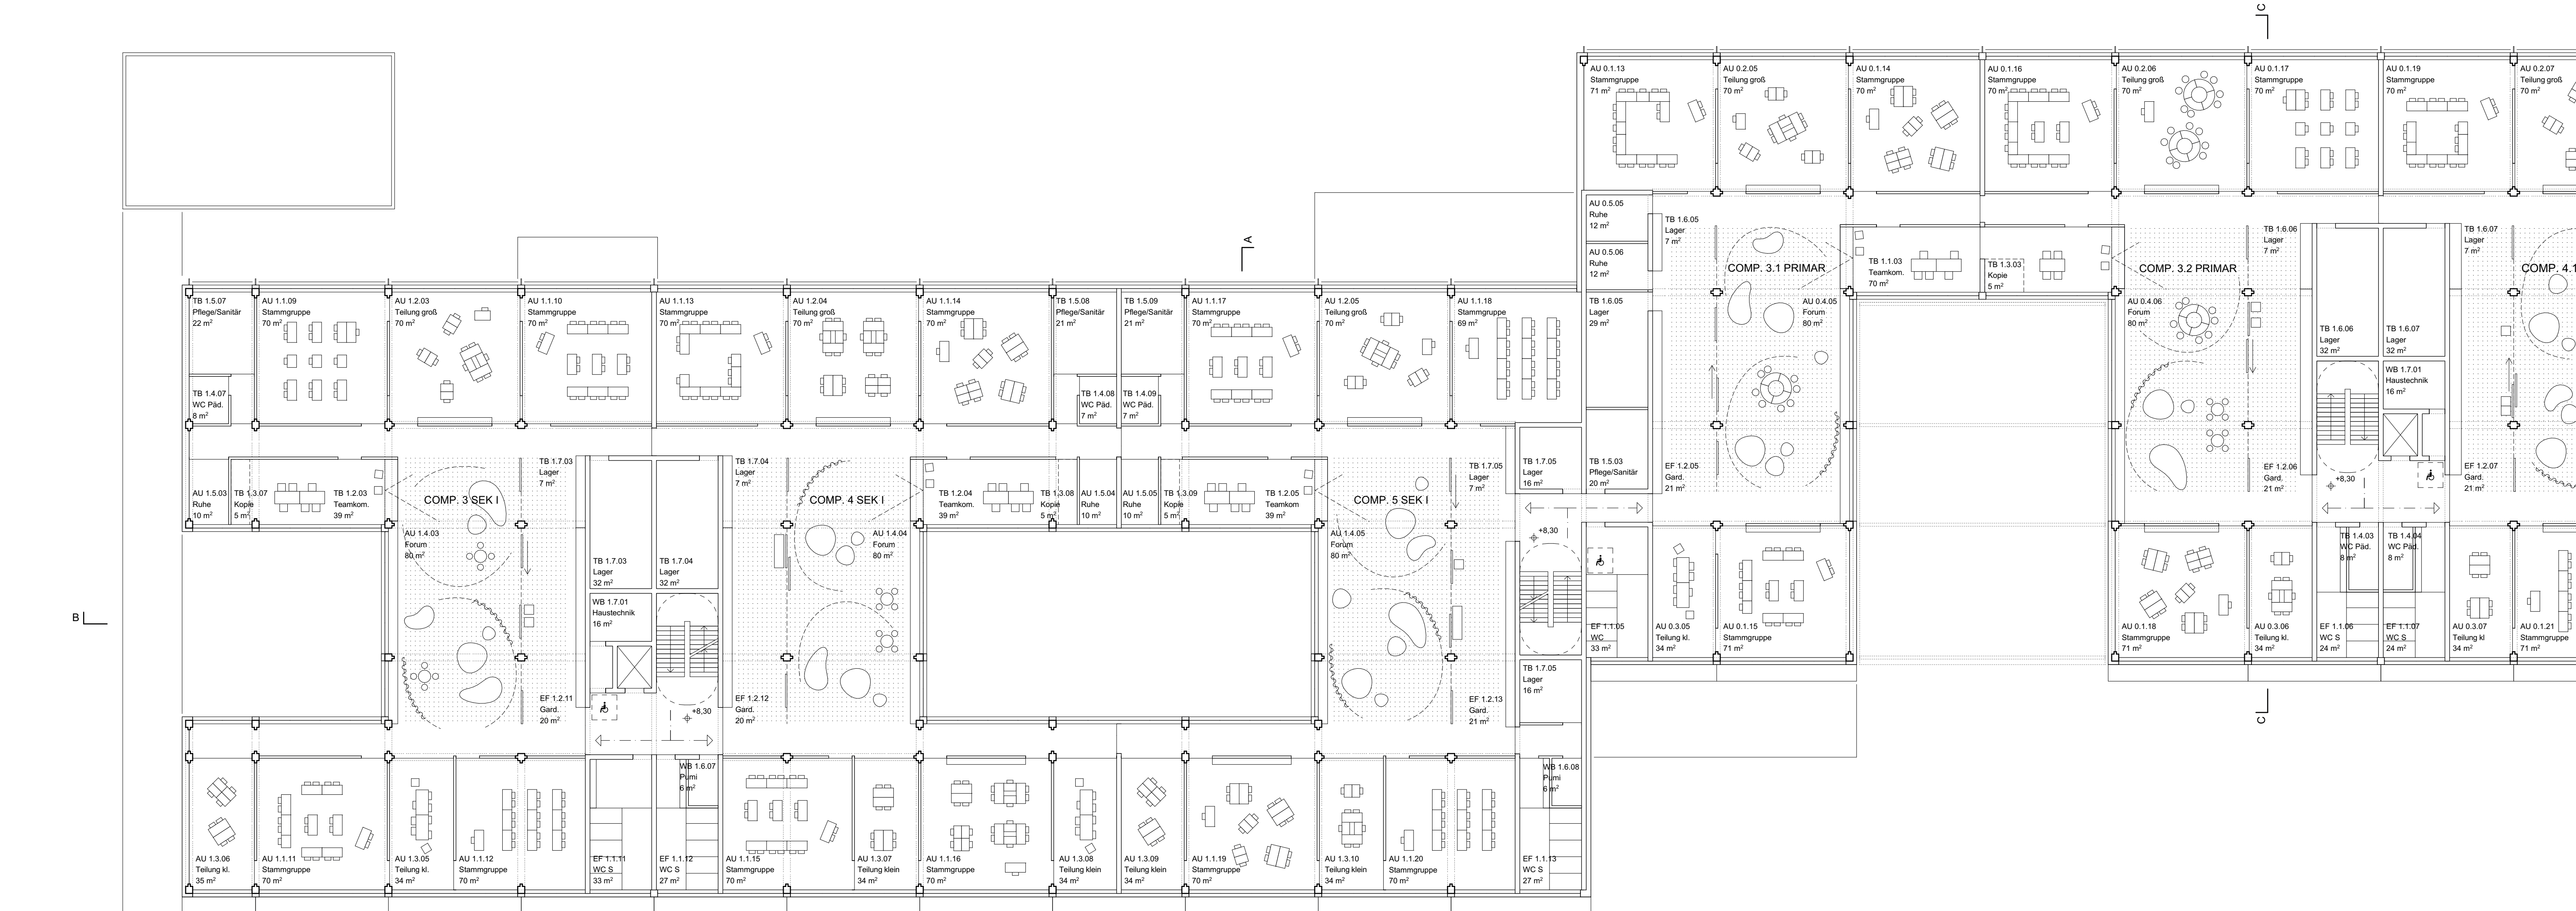 C
AU 0.1.13
Stammgruppe
71 m²
AU 0.2.05
Teilung groß
70 m²
AU 0.1.14
Stammgruppe
70 m²
AU 0.1.16
Stammgruppe
70 m²
AU 0.2.06
Teilung groß
70 m²
AU 0.1.17
Stammgruppe
70 m²
AU 0.1.19
Stammgruppe
70 m²
AU 0.2.07
Teilung groß
70 m²
AU 0.5.05
Ruhe
12 m²
AU 0.5.06
Ruhe
12 m²
TB 1.6.05
Lager
7 m²
COMP. 3.1 PRIMAR
TB 1.1.03
Teamkom.
70 m²
TB 1.3.03
Kopie
5 m²
COMP. 3.2 PRIMAR
TB 1.6.06
Lager
7 m²
TB 1.6.07
Lager
7 m²
COMP. 4.1
A
TB 1.5.07
Pflege/Sanitär
22 m²
AU 1.1.09
Stammgruppe
70 m²
AU 1.2.03
Teilung groß
70 m²
AU 1.1.10
Stammgruppe
70 m²
AU 1.1.13
Stammgruppe
70 m²
AU 1.2.04
Teilung groß
70 m²
AU 1.1.14
Stammgruppe
70 m²
TB 1.5.08
Pflege/Sanitär
21 m²
TB 1.5.09
Pflege/Sanitär
21 m²
AU 1.1.17
Stammgruppe
70 m²
AU 1.2.05
Teilung groß
70 m²
AU 1.1.18
Stammgruppe
69 m²
TB 1.6.05
Lager
29 m²
AU 0.4.05
Forum
80 m²
AU 0.4.06
Forum
80 m²
TB 1.6.06
Lager
32 m²
TB 1.6.07
Lager
32 m²
WB 1.7.01
Haustechnik
16 m²
TB 1.4.07
WC Päd.
8 m²
TB 1.4.08
WC Päd.
7 m²
TB 1.4.09
WC Päd.
7 m²
AU 1.5.03
Ruhe
10 m²
TB 1.3.07
Kopie
5 m²
TB 1.2.03
Teamkom.
39 m²
COMP. 3 SEK I
TB 1.7.03
Lager
7 m²
TB 1.7.04
Lager
7 m²
COMP. 4 SEK I
TB 1.2.04
Teamkom.
39 m²
TB 1.3.08
Kopie
5 m²
AU 1.5.04
Ruhe
10 m²
AU 1.5.05
Ruhe
10 m²
TB 1.3.09
Kopie
5 m²
TB 1.2.05
Teamkom
39 m²
COMP. 5 SEK I
TB 1.7.05
Lager
7 m²
TB 1.7.05
Lager
16 m²
TB 1.5.03
Pflege/Sanitär
20 m²
EF 1.2.05
Gard.
21 m²
EF 1.2.06
Gard.
21 m²
+8,30
EF 1.2.07
Gard.
21 m²
AU 1.4.03
Forum
80 m²
TB 1.7.03
Lager
32 m²
TB 1.7.04
Lager
32 m²
AU 1.4.04
Forum
80 m²
AU 1.4.05
Forum
80 m²
+8,30
TB 1.4.03
WC Päd.
8 m²
TB 1.4.04
WC Päd.
8 m²
B
WB 1.7.01
Haustechnik
16 m²
EF 1.1.05
WC
33 m²
AU 0.3.05
Teilung kl.
34 m²
AU 0.1.15
Stammgruppe
71 m²
AU 0.1.18
Stammgruppe
71 m²
AU 0.3.06
Teilung kl.
34 m²
EF 1.1.06
WC S
24 m²
EF 1.1.07
WC S
24 m²
AU 0.3.07
Teilung kl
34 m²
AU 0.1.21
Stammgruppe
71 m²
EF 1.2.11
Gard.
20 m²
+8,30
EF 1.2.12
Gard.
20 m²
EF 1.2.13
Gard.
21 m²
TB 1.7.05
Lager
16 m²
C
WB 1.6.07
Pumi
6 m²
WB 1.6.08
Pumi
6 m²
AU 1.3.06
Teilung kl.
35 m²
AU 1.1.11
Stammgruppe
70 m²
AU 1.3.05
Teilung kl.
34 m²
AU 1.1.12
Stammgruppe
70 m²
EF 1.1.11
WC S
33 m²
EF 1.1.12
WC S
27 m²
AU 1.1.15
Stammgruppe
70 m²
AU 1.3.07
Teilung klein
34 m²
AU 1.1.16
Stammgruppe
70 m²
AU 1.3.08
Teilung klein
34 m²
AU 1.3.09
Teilung klein
34 m²
AU 1.1.19
Stammgruppe
70 m²
AU 1.3.10
Teilung klein
34 m²
AU 1.1.20
Stammgruppe
70 m²
EF 1.1.13
WC S
27 m²